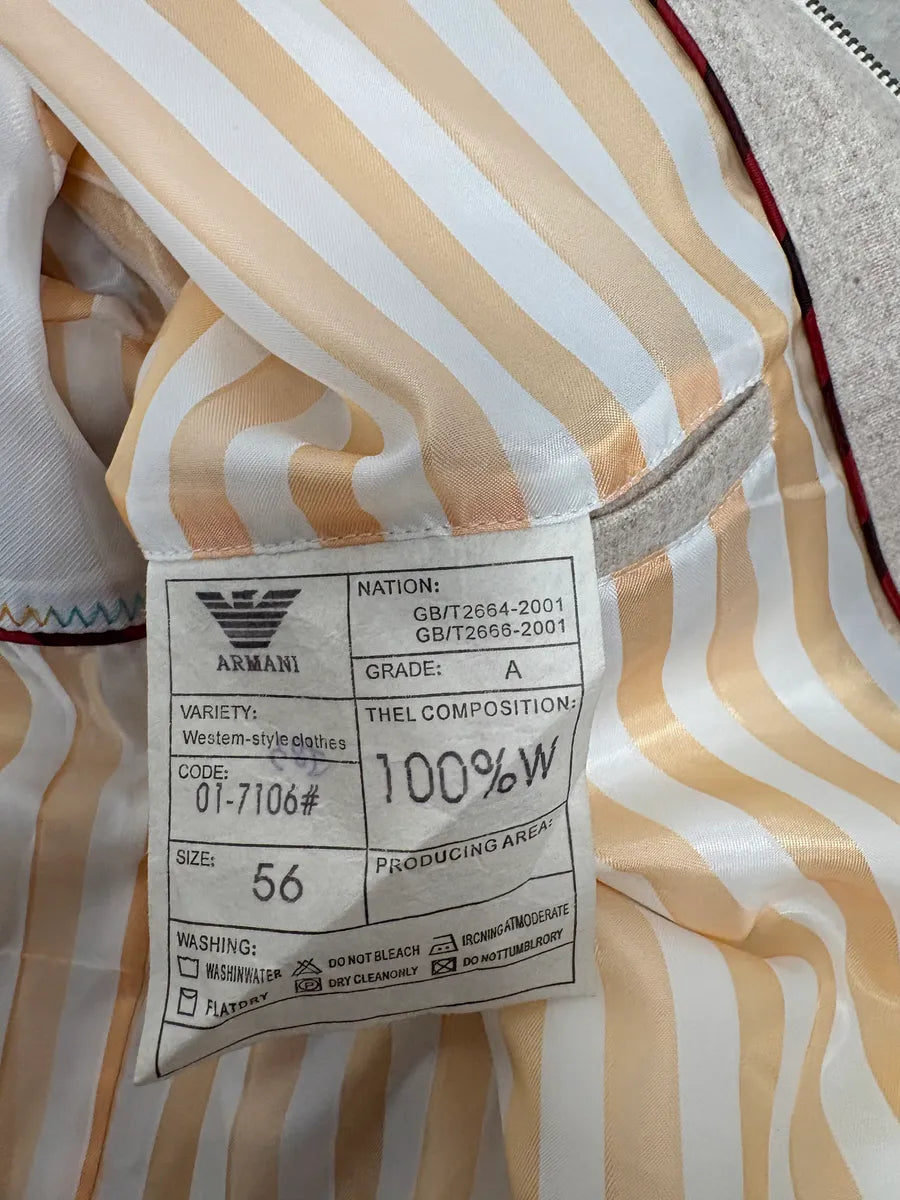 ARMANI
NATION:
GB/T2664-2001
GB/T2666-2001
GRADE: A
VARIETY:
Westem-style clothes
THEL COMPOSITION:
100%W
CODE:
01-7106#
SIZE:
56
PRODUCING AREA:
WASHING:
WASHINWATER
DO NOT BLEACH
IRCNINGATMODERATE
FLATDRY
DRY CLEANONLY
DO NOTTUMBLRORY